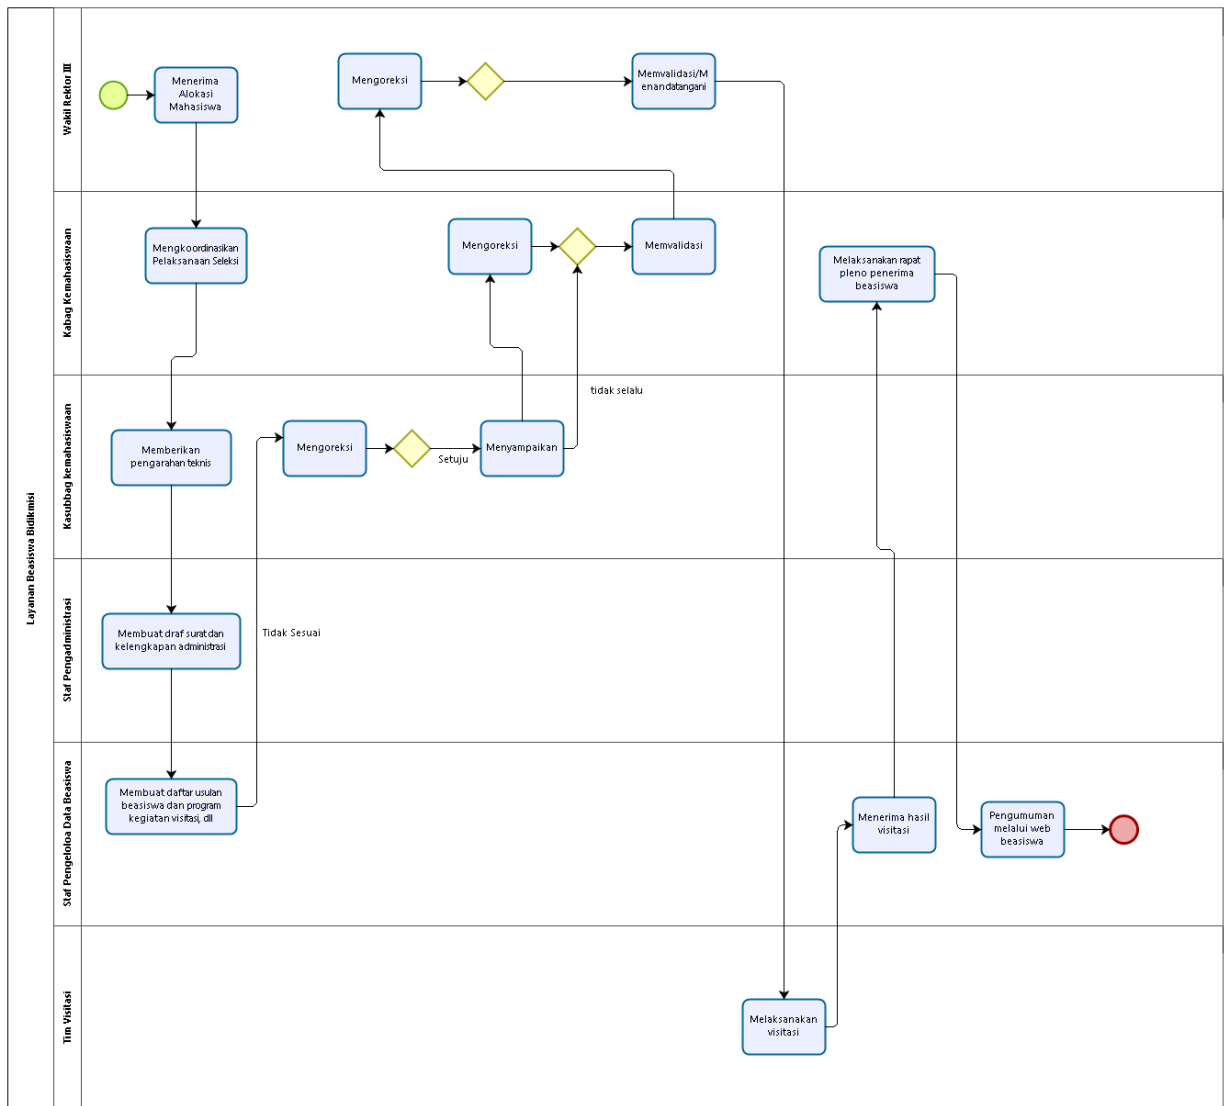 Layanan Beasiswa Bidikmisi
Wakil Rektor III
Menerima
Alokasi
Mahasiswa
Mengoreksi
Memvalidasi/M
enandatangani
Kabag Kemahasiswaan
Mengkoordinasikan
Pelaksanaan Seleksi
Mengoreksi
Memvalidasi
Melaksanakan rapat
pleno penerima
beasiswa
Kasubbag kemahasiswaan
tidak selalu
Memberikan
pengarahan teknis
Mengoreksi
Setuju
Menyampaikan
Staf Pengadministrasi
Membuat draf surat dan
kelengkapan administrasi
Tidak Sesuai
Staf Pengeloloa Data Beasiswa
Membuat daftar usulan
beasiswa dan program
kegiatan visitasi, dll
Menerima hasil
visitasi
Pengumuman
melalui web
beasiswa
Tim Visitasi
Melaksanakan
visitasi